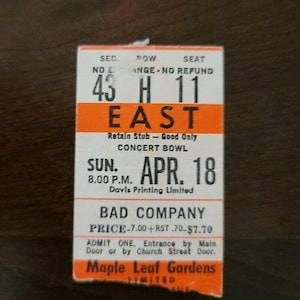 SEC. ROW SEAT
NO EXCHANGE - NO REFUND
43 H 11
EAST
Retain Stub — Good Only
CONCERT BOWL
SUN. APR. 18
8.00 P.M.
Davis Printing Limited
BAD COMPANY
PRICE-7.00+RST .70-$7.70
ADMIT ONE. Entrance by Main
Door or by Church Street Door.
Maple Leaf Gardens
LIMITED